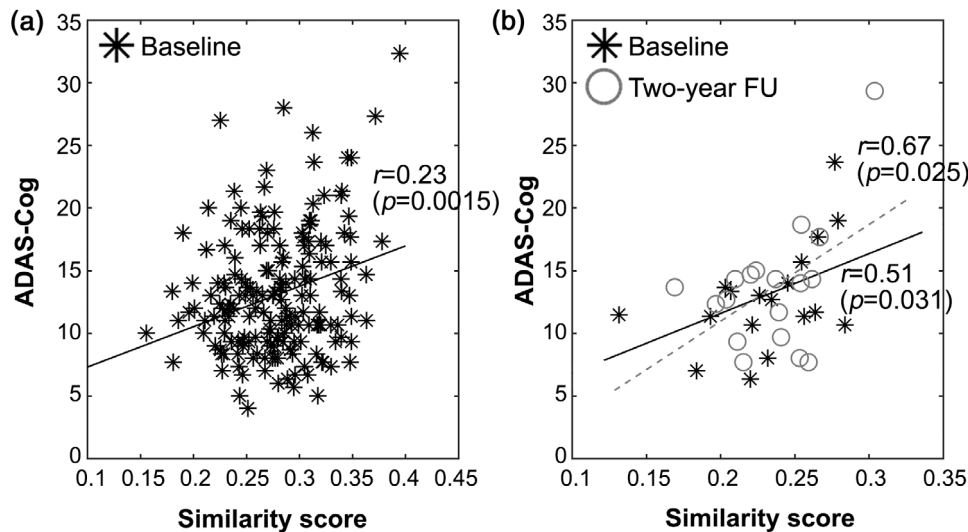 (a)
Baseline
r=0.23
(p=0.0015)
ADAS-Cog
35
30
25
20
15
10
5
0
0.1 0.15 0.2 0.25 0.3 0.35 0.4 0.45
Similarity score
(b)
Baseline
Two-year FU
r=0.67
(p=0.025)
r=0.51
(p=0.031)
ADAS-Cog
35
30
25
20
15
10
5
0
0.1 0.15 0.2 0.25 0.3 0.35
Similarity score